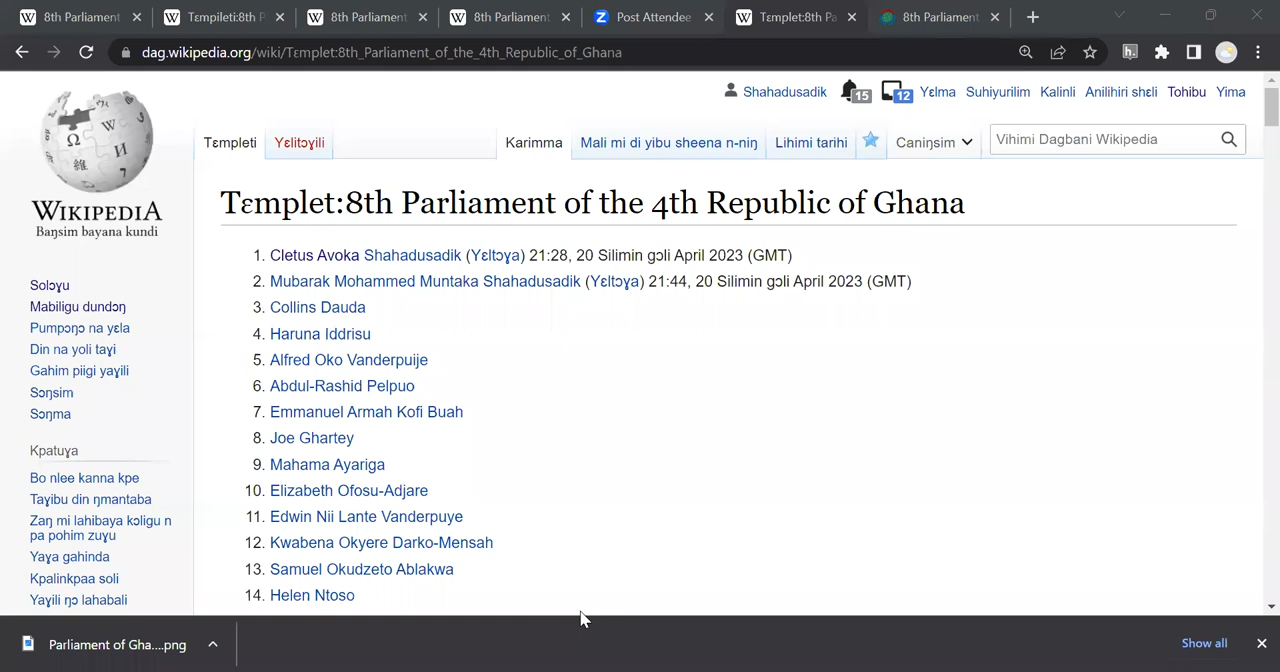 8th Parliament
Tɛmpileti:8th P
8th Parliament
8th Parliament
Post Attendee
Tɛmplet:8th Pa
8th Parliament
dag.wikipedia.org/wiki/Tɛmplet:8th_Parliament_of_the_4th_Republic_of_Ghana
Shahadusadik 15 12 Yɛlma Suhiyurilim Kalinli Anilihiri shɛli Tohibu Yima
Tɛmpleti Yɛlitɔɣili Karimma Mali mi di yibu sheena n-niŋ Lihimi tarihi Caniŋsim Vihimi Dagbani Wikipedia
WIKIPEDIA
Baŋsim bayana kundi
Tɛmplet:8th Parliament of the 4th Republic of Ghana
1. Cletus Avoka Shahadusadik (Yɛltɔɣa) 21:28, 20 Silimin gɔli April 2023 (GMT)
2. Mubarak Mohammed Muntaka Shahadusadik (Yɛltɔɣa) 21:44, 20 Silimin gɔli April 2023 (GMT)
3. Collins Dauda
4. Haruna Iddrisu
5. Alfred Oko Vanderpuije
6. Abdul-Rashid Pelpuo
7. Emmanuel Armah Kofi Buah
8. Joe Ghartey
9. Mahama Ayariga
10. Elizabeth Ofosu-Adjare
11. Edwin Nii Lante Vanderpuye
12. Kwabena Okyere Darko-Mensah
13. Samuel Okudzeto Ablakwa
14. Helen Ntoso
Solɔɣu
Mabiligu dundɔŋ
Pumpɔŋɔ na yɛla
Din na yoli taɣi
Gahim piigi yaɣili
Sɔŋsim
Sɔŋma
Kpatuɣa
Bo nlee kanna kpe
Taɣibu din ŋmantaba
Zaŋ mi lahibaya kɔligu n
pa pohim zuɣu
Yaɣa gahinda
Kpalinkpaa soli
Yaɣili ŋɔ lahabali
Parliament of Gha....png
Show all